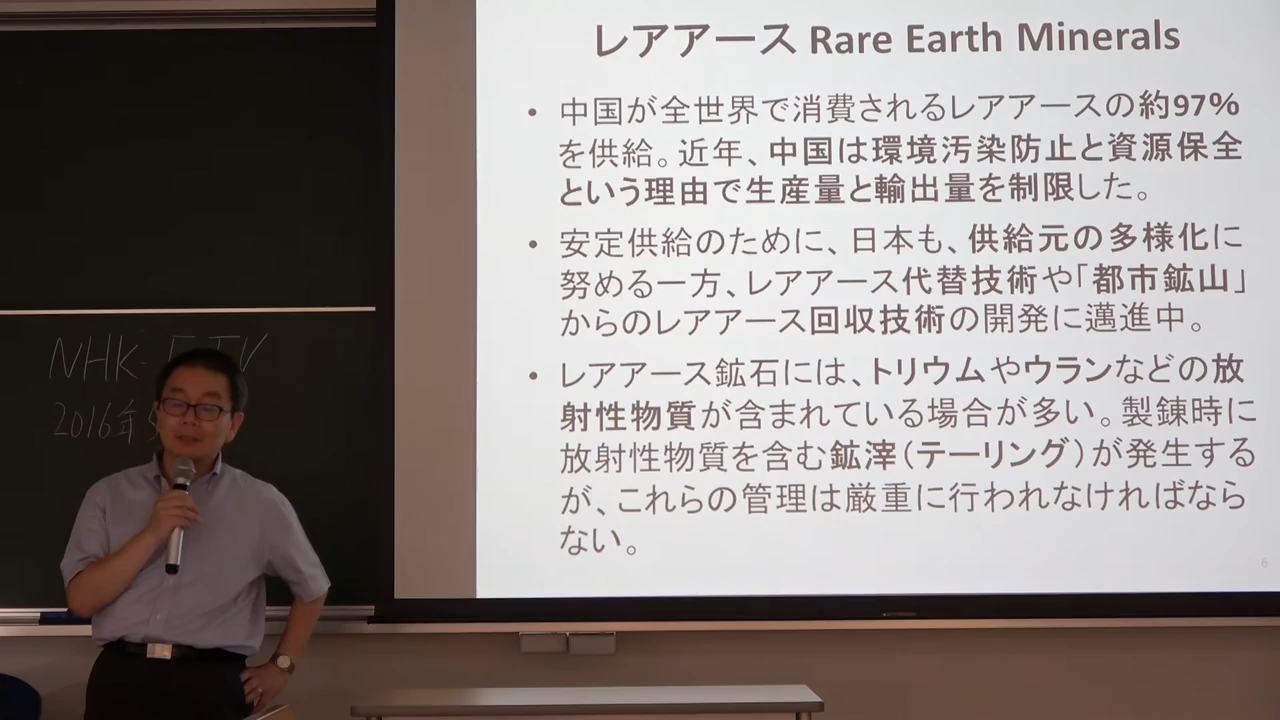 レアアース Rare Earth Minerals
• 中国が全世界で消費されるレアアースの約97%
を供給。近年、中国は環境汚染防止と資源保全
という理由で生産量と輸出量を制限した。
• 安定供給のために、日本も、供給元の多様化に
努める一方、レアアース代替技術や「都市鉱山」
からのレアアース回収技術の開発に邁進中。
• レアアース鉱石には、トリウムやウランなどの放
射性物質が含まれている場合が多い。製錬時に
放射性物質を含む鉱滓(テーリング)が発生する
が、これらの管理は厳重に行われなければなら
ない。
6
NHK
2016年